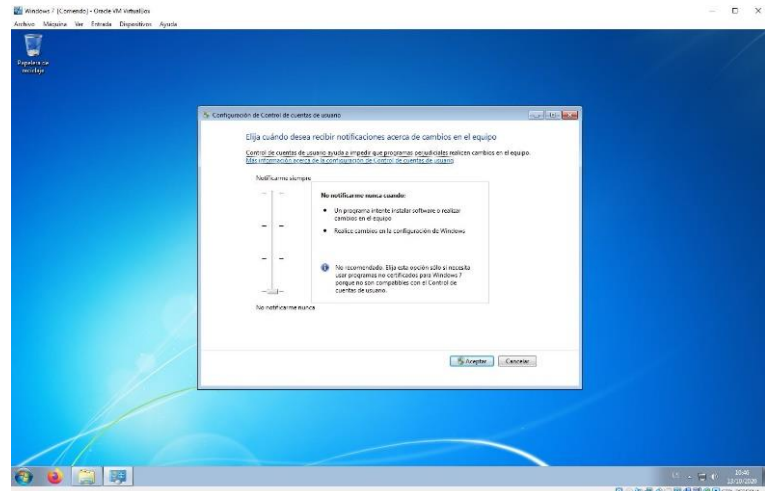 Windows 7 [Corriendo] - Oracle VM VirtualBox
Archivo Máquina Ver Entrada Dispositivos Ayuda
Papelera de
reciclaje
Configuración de Control de cuentas de usuario
Elija cuándo desea recibir notificaciones acerca de cambios en el equipo
Control de cuentas de usuario ayuda a impedir que programas perjudiciales realicen cambios en el equipo.
Más información acerca de la configuración de Control de cuentas de usuario
Notificarme siempre
No notificarme nunca cuando:
• Un programa intente instalar software o realizar
cambios en el equipo
• Realice cambios en la configuración de Windows
No recomendado. Elija esta opción sólo si necesita
usar programas no certificados para Windows 7
porque no son compatibles con el Control de
cuentas de usuario.
No notificarme nunca
Aceptar Cancelar
ES